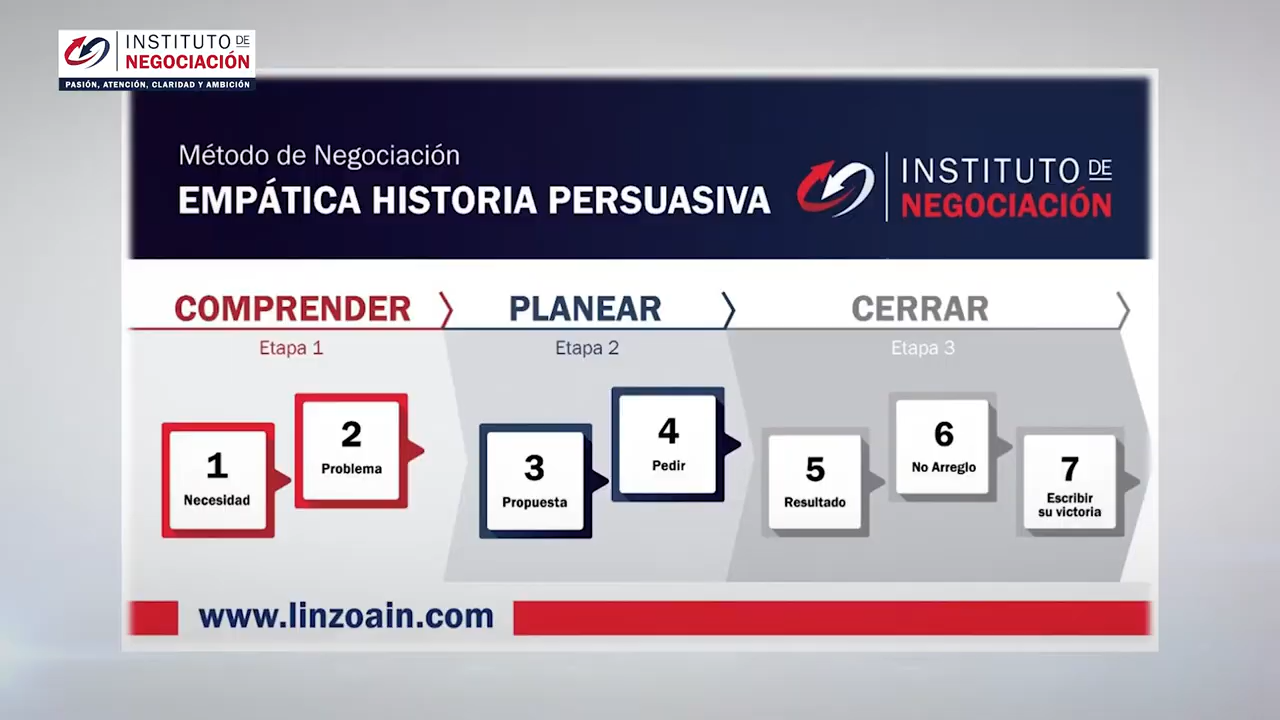 INSTITUTO DE
NEGOCIACIÓN
PASIÓN, ATENCIÓN, CLARIDAD Y AMBICIÓN
Método de Negociación
EMPÁTICA HISTORIA PERSUASIVA
INSTITUTO DE
NEGOCIACIÓN
COMPRENDER
Etapa 1
PLANEAR
Etapa 2
CERRAR
Etapa 3
1
Necesidad
2
Problema
3
Propuesta
4
Pedir
5
Resultado
6
No Arreglo
7
Escribir
su victoria
www.linzoain.com